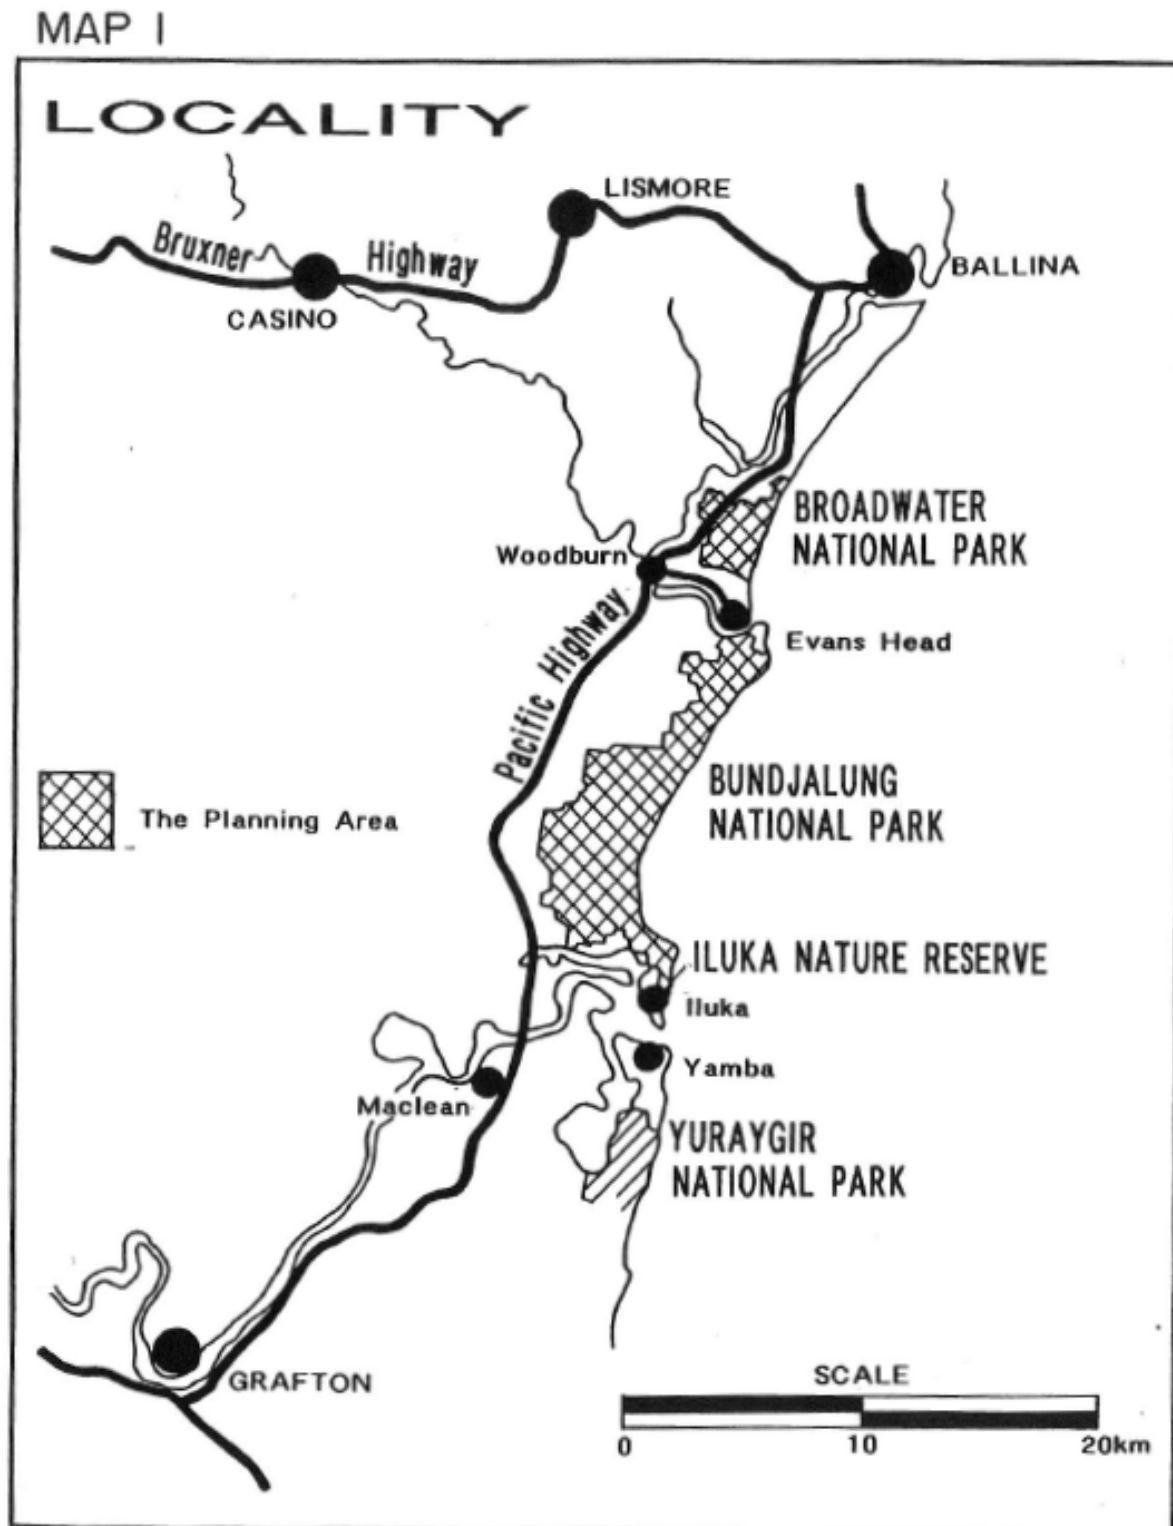 MAP I
LOCALITY
LISMORE
Bruxner
Highway
BALLINA
CASINO
BROADWATER
NATIONAL PARK
Woodburn
Evans Head
Pacific Highway
BUNDJALUNG
NATIONAL PARK
The Planning Area
ILUKA NATURE RESERVE
Iluka
Yamba
Maclean
YURAYGIR
NATIONAL PARK
GRAFTON
SCALE
0 10 20km